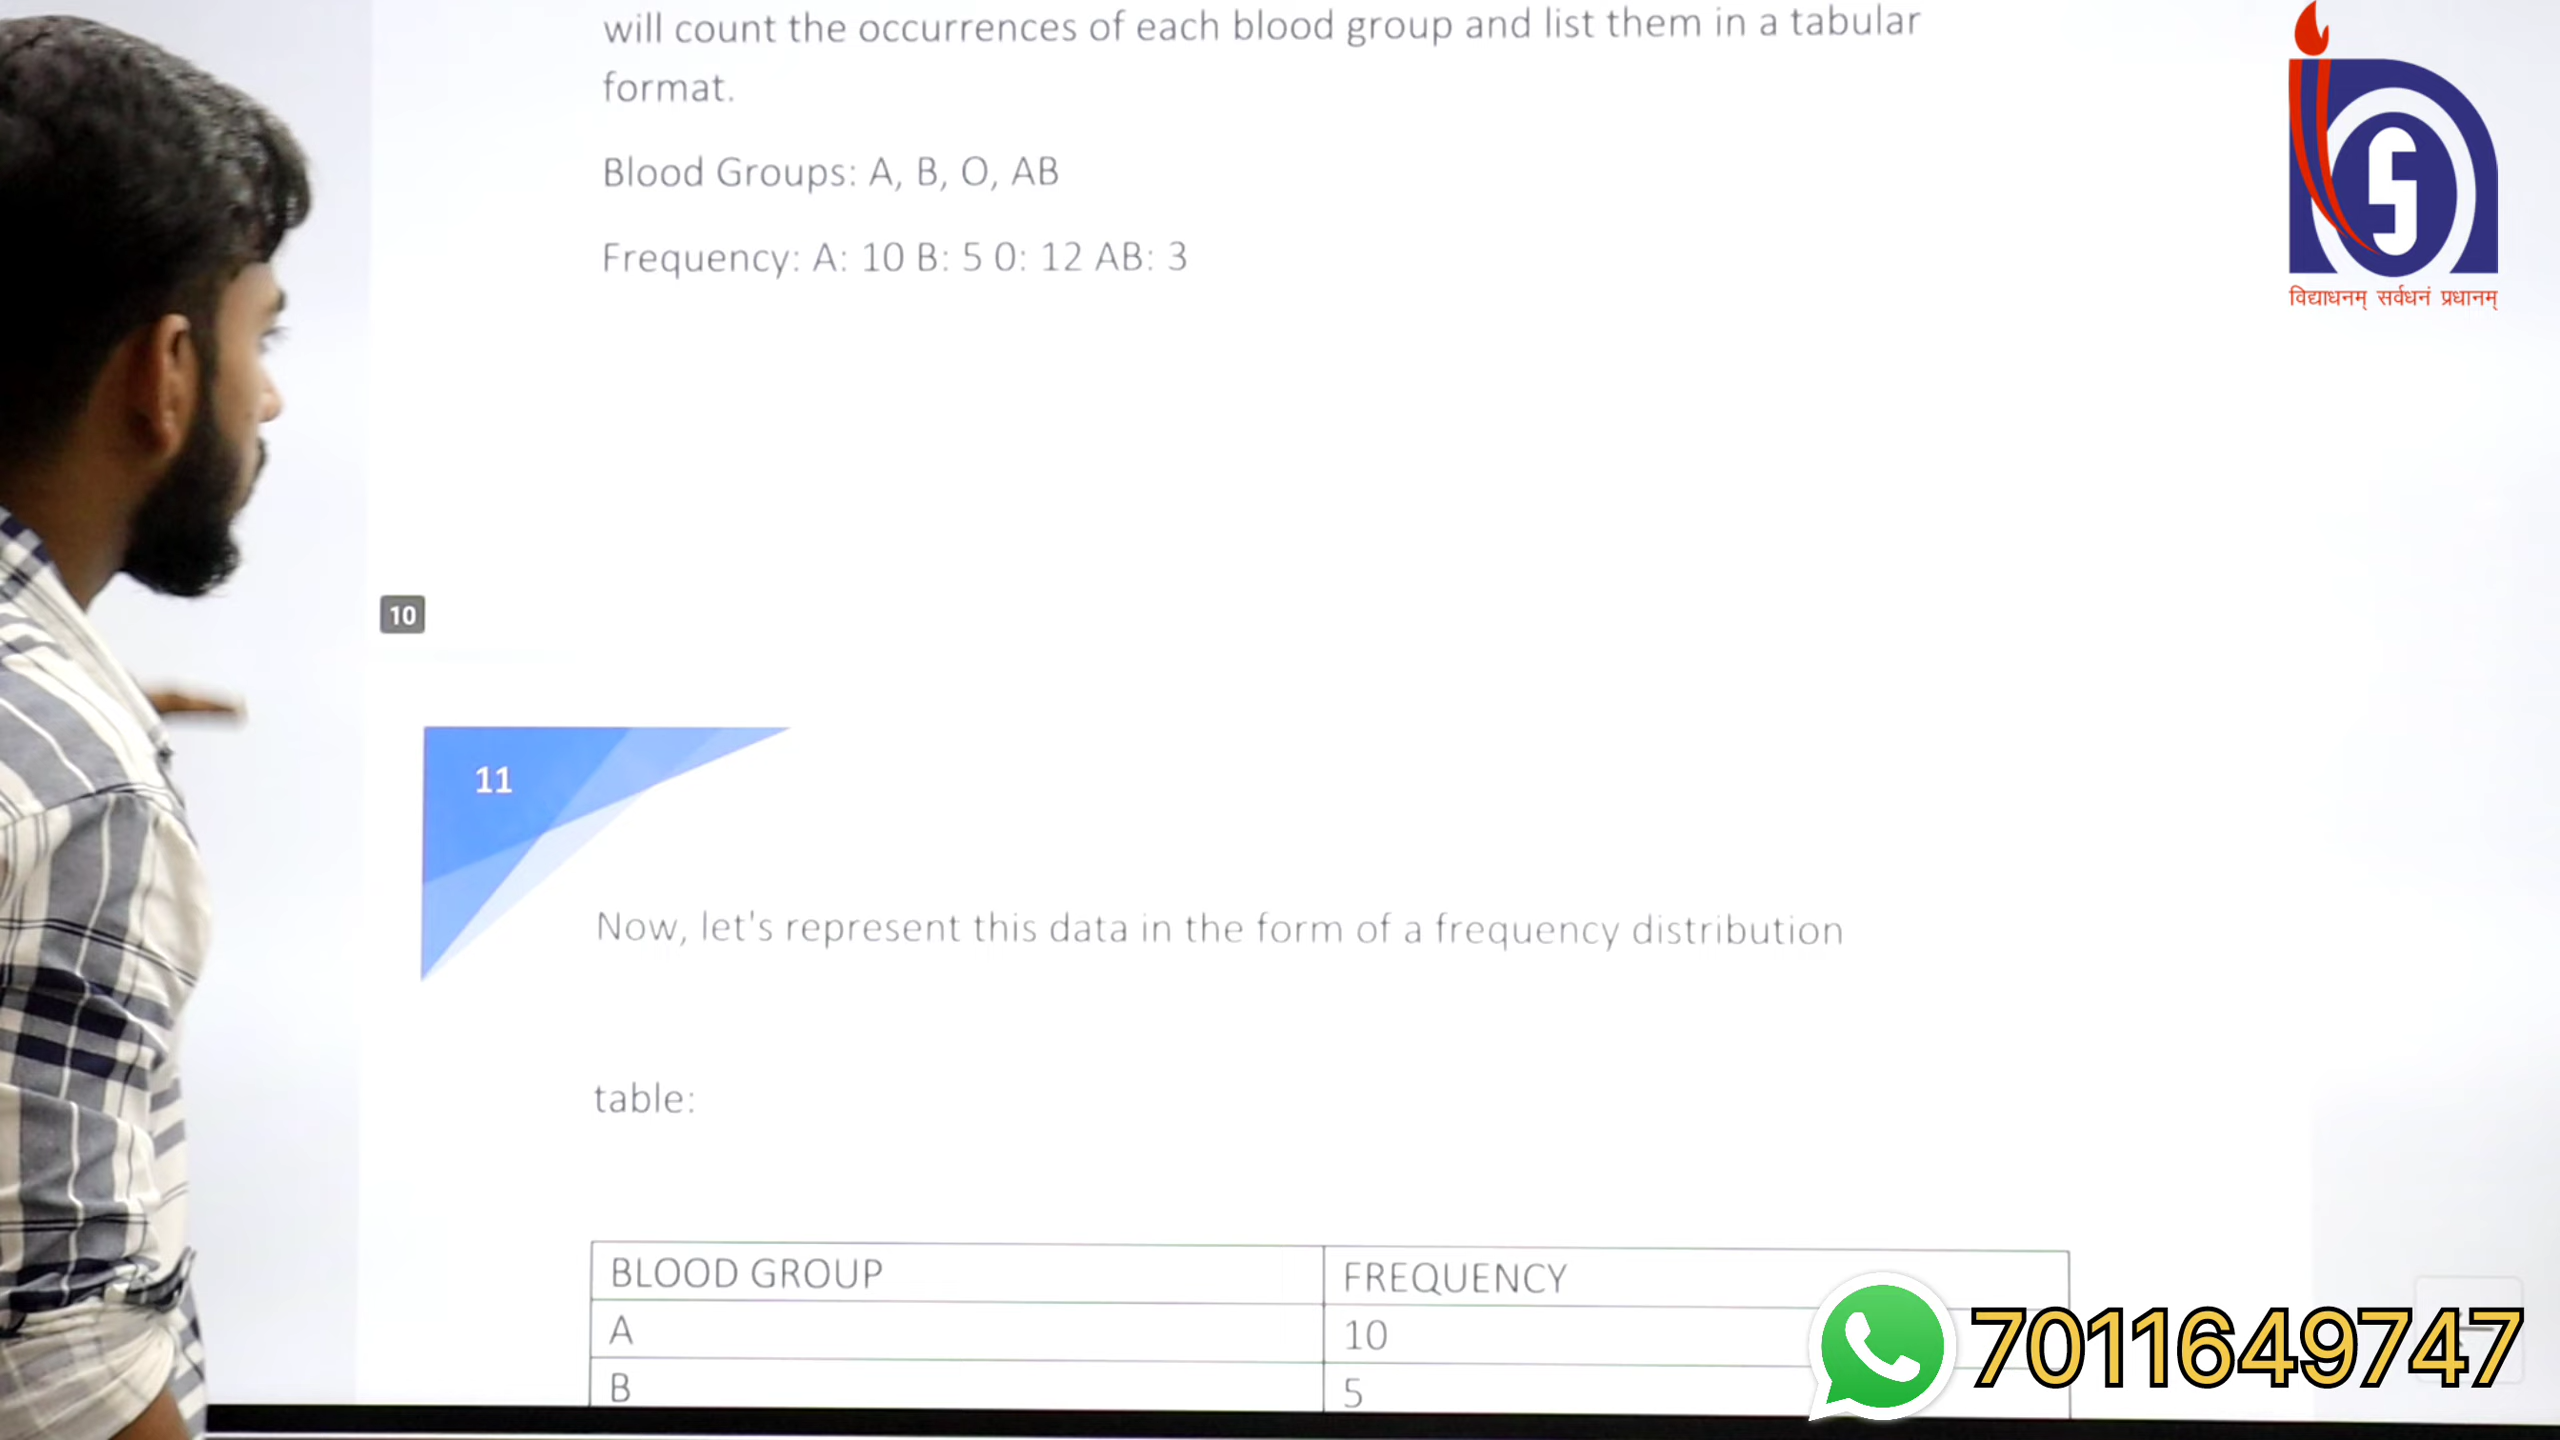 will count the occurrences of each blood group and list them in a tabular
format.
Blood Groups: A, B, O, AB
Frequency: A: 10 B: 5 0: 12 AB: 3
विद्याधनम् सर्वधनं प्रधानम्
10
11
Now, let's represent this data in the form of a frequency distribution
table:
BLOOD GROUP FREQUENCY
A 10
B 5
7011649747